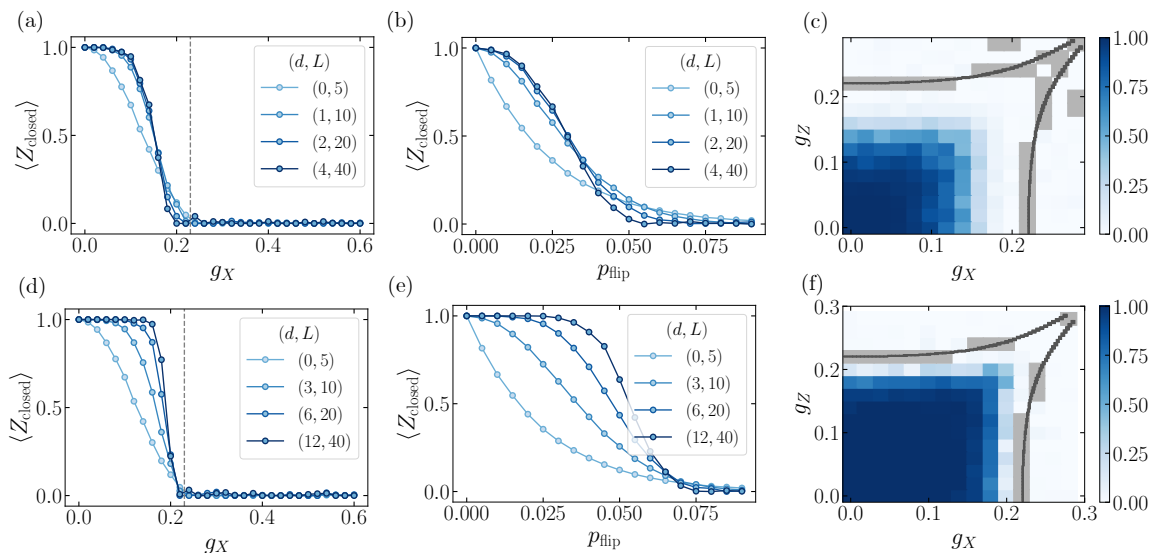 (a)
⟨Z_closed⟩
1.0
0.5
0.0
0.0 0.2 0.4 0.6
g_X
(d, L)
(0, 5)
(1, 10)
(2, 20)
(4, 40)
(b)
⟨Z_closed⟩
1.0
0.5
0.0
0.000 0.025 0.050 0.075
p_flip
(d, L)
(0, 5)
(1, 10)
(2, 20)
(4, 40)
(c)
g_Z
0.2
0.1
0.0
0.0 0.1 0.2
g_X
1.00
0.75
0.50
0.25
0.00
(d)
⟨Z_closed⟩
1.0
0.5
0.0
0.0 0.2 0.4 0.6
g_X
(d, L)
(0, 5)
(3, 10)
(6, 20)
(12, 40)
(e)
⟨Z_closed⟩
1.0
0.5
0.0
0.000 0.025 0.050 0.075
p_flip
(d, L)
(0, 5)
(3, 10)
(6, 20)
(12, 40)
(f)
g_Z
0.3
0.2
0.1
0.0
0.0 0.1 0.2 0.3
g_X
1.00
0.75
0.50
0.25
0.00